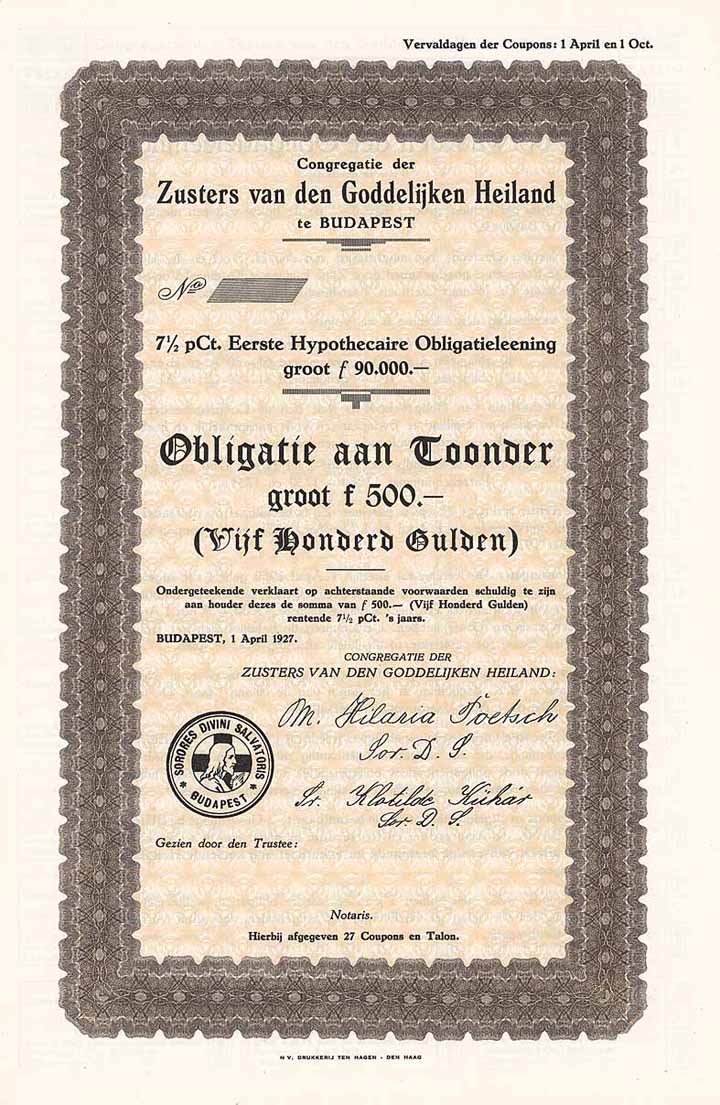 Vervaldagen der Coupons: 1 April en 1 Oct.
Congregatie der
Zusters van den Goddelijken Heiland
te BUDAPEST
No
7½ pCt. Eerste Hypothecaire Obligatieleening
groot f 90.000.—
Obligatie aan Toonder
groot f 500.—
(Vijf Honderd Gulden)
Ondergeteekende verklaart op achterstaande voorwaarden schuldig te zijn
aan houder dezes de somma van f 500.— (Vijf Honderd Gulden)
rentende 7½ pCt. 's jaars.
BUDAPEST, 1 April 1927.
CONGREGATIE DER
ZUSTERS VAN DEN GODDELIJKEN HEILAND:
M. Hilaria Foetsch
Sor. D. S.
SORORES DIVINI SALVATORIS
* BUDAPEST *
Sr. Klotilde
Sor. D. S.
Gezien door den Trustee:
Notaris.
Hierbij afgegeven 27 Coupons en Talon.
N V. DRUKKERIJ TEN HAGEN - DEN HAAG